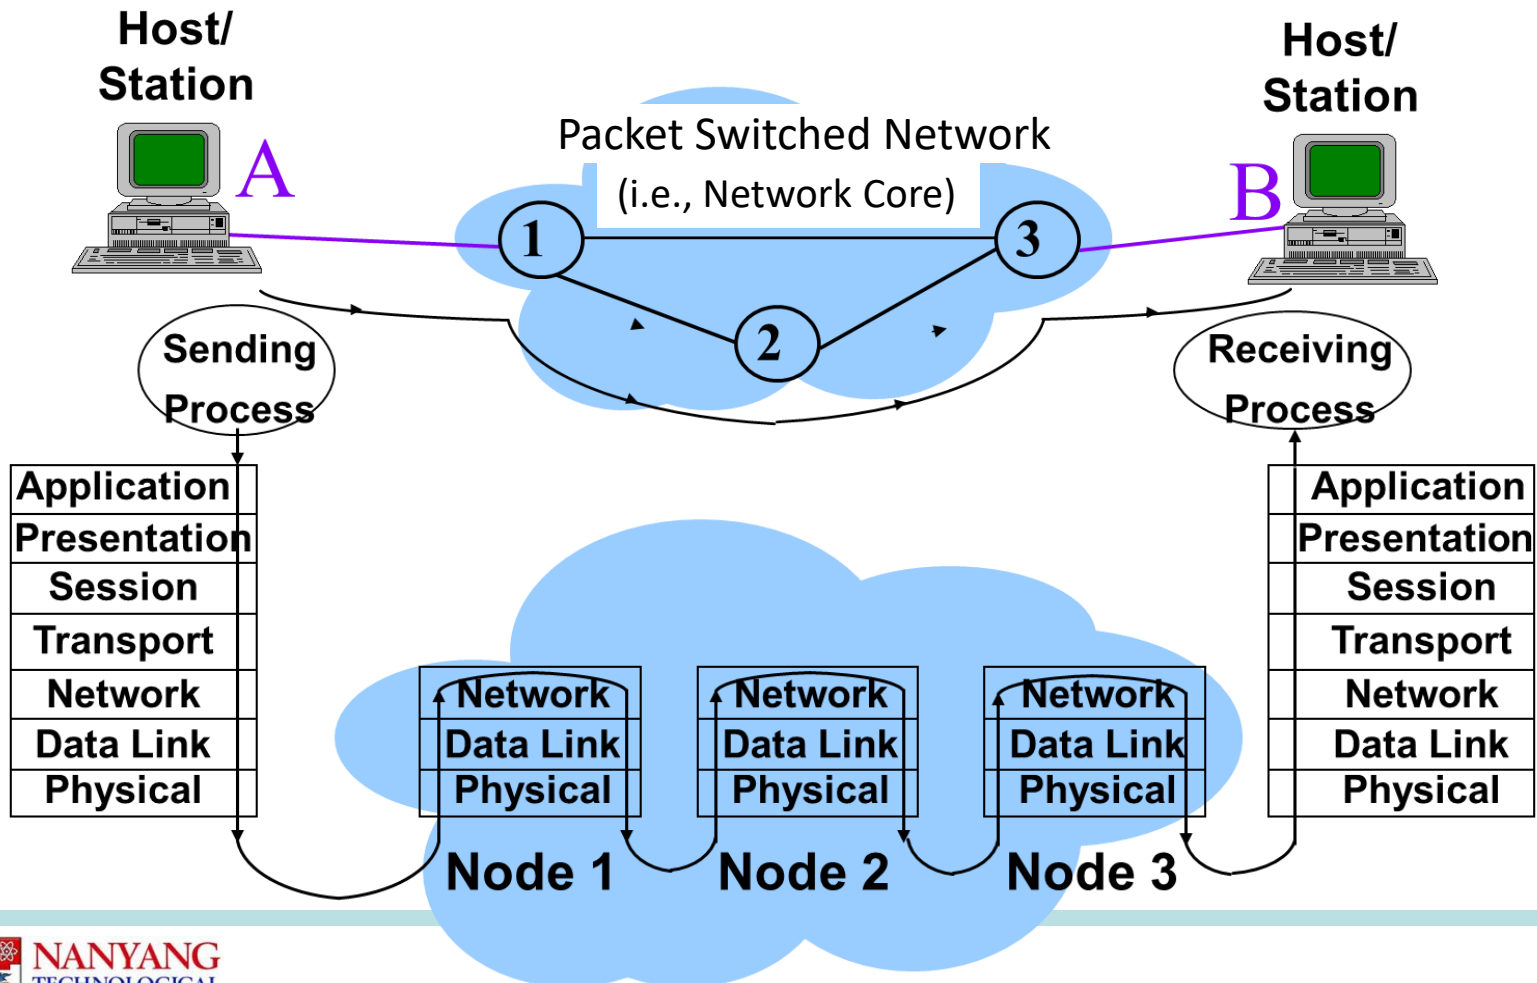 Host/
Station
Host/
Station
Packet Switched Network
(i.e., Network Core)
A
B
1
3
2
Sending
Process
Receiving
Process
Application
Presentation
Session
Transport
Network
Data Link
Physical
Network
Data Link
Physical
Node 1
Network
Data Link
Physical
Node 2
Network
Data Link
Physical
Node 3
Application
Presentation
Session
Transport
Network
Data Link
Physical
NANYANG
TECHNOLOGICAL